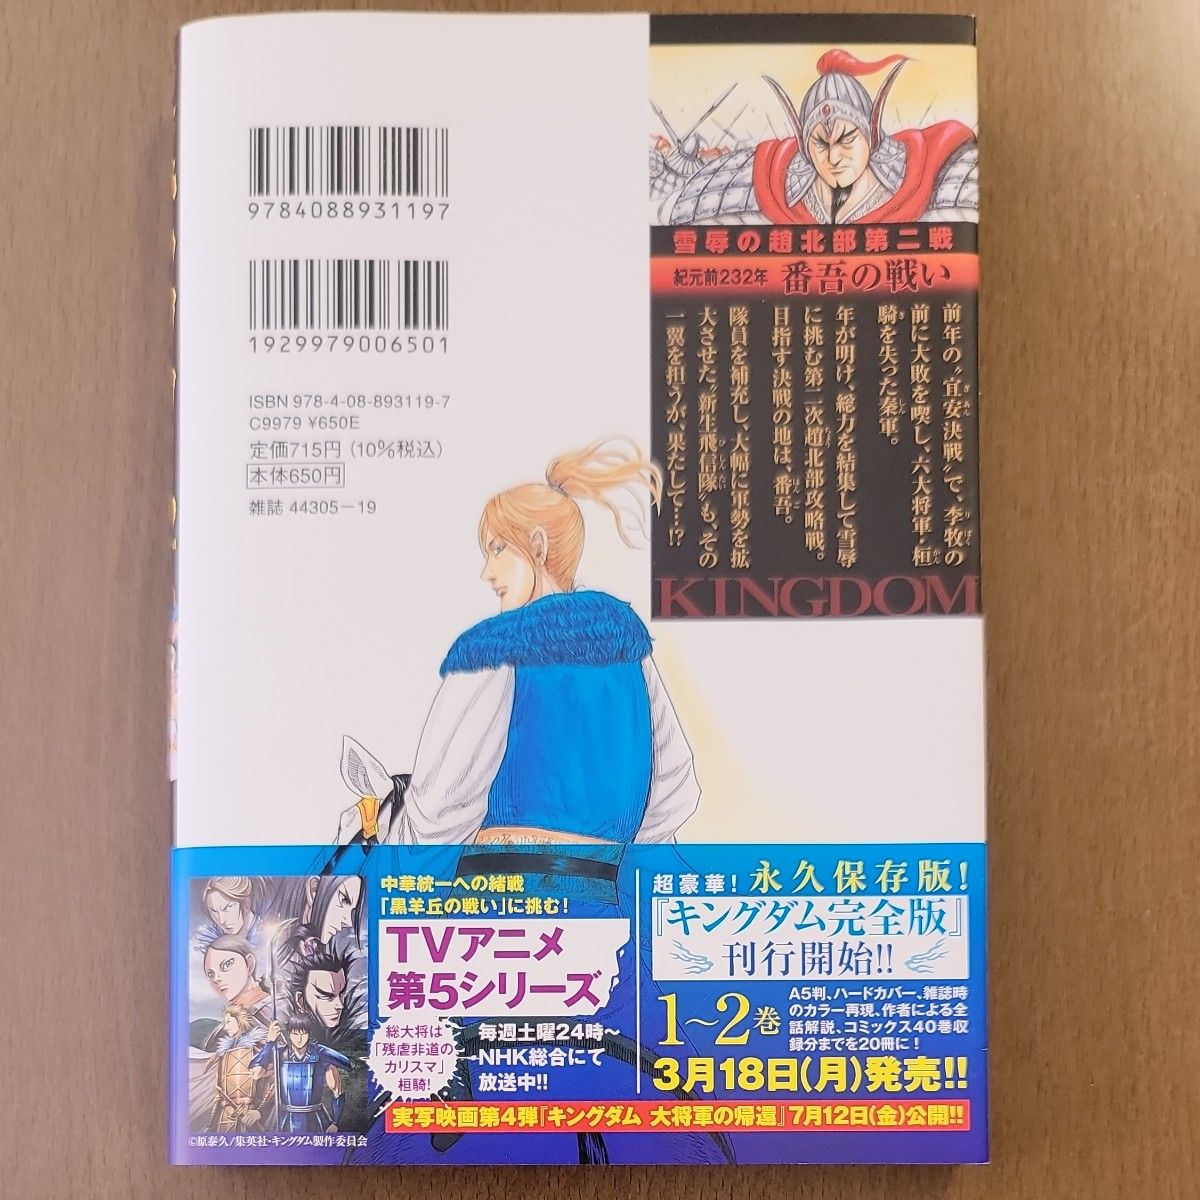 9784088931197
1929979006501
ISBN 978-4-08-893119-7
C9979 ¥650E
定価715円(10%税込)
本体650円
雑誌 44305-19
雪辱の趙北部第二戦
紀元前232年 番吾の戦い
前年の"宜安決戦"で、李牧の
前に大敗を喫し、六大将軍・桓
騎を失った秦軍。
年が明け、総力を結集して雪辱
に挑む第二次趙北部攻略戦。
目指す決戦の地は、番吾。
隊員を補充し、大幅に軍勢を拡
大させた"新生飛信隊"も、その
一翼を担うが、果たして…!?
KINGDOM
中華統一への緒戦
「黒羊丘の戦い」に挑む!
TVアニメ
第5シリーズ
総大将は
「残虐非道の
カリスマ」
桓騎!
毎週土曜24時〜
NHK総合にて
放送中!!
超豪華!永久保存版!
『キングダム完全版』
刊行開始!!
1〜2巻
A5判、ハードカバー、雑誌時
のカラー再現、作者による全
話解説、コミックス40巻収
録分までを20冊に!
3月18日(月)発売!!
実写映画第4弾『キングダム 大将軍の帰還』7月12日(金)公開!!
©原泰久/集英社・キングダム製作委員会